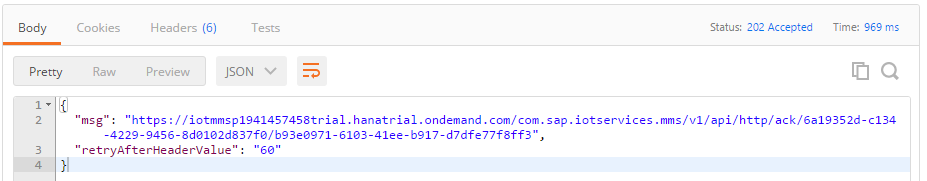 Body Cookies Headers (6) Tests Status: 202 Accepted Time: 969 ms
Pretty Raw Preview JSON
1 {
2 "msg": "https://iotmmsp1941457458trial.hanatrial.ondemand.com/com.sap.iotservices.mms/v1/api/http/ack/6a19352d-c134
-4229-9456-8d0102d837f0/b93e0971-6103-41ee-b917-d7dfe77f8ff3",
3 "retryAfterHeaderValue": "60"
4 }